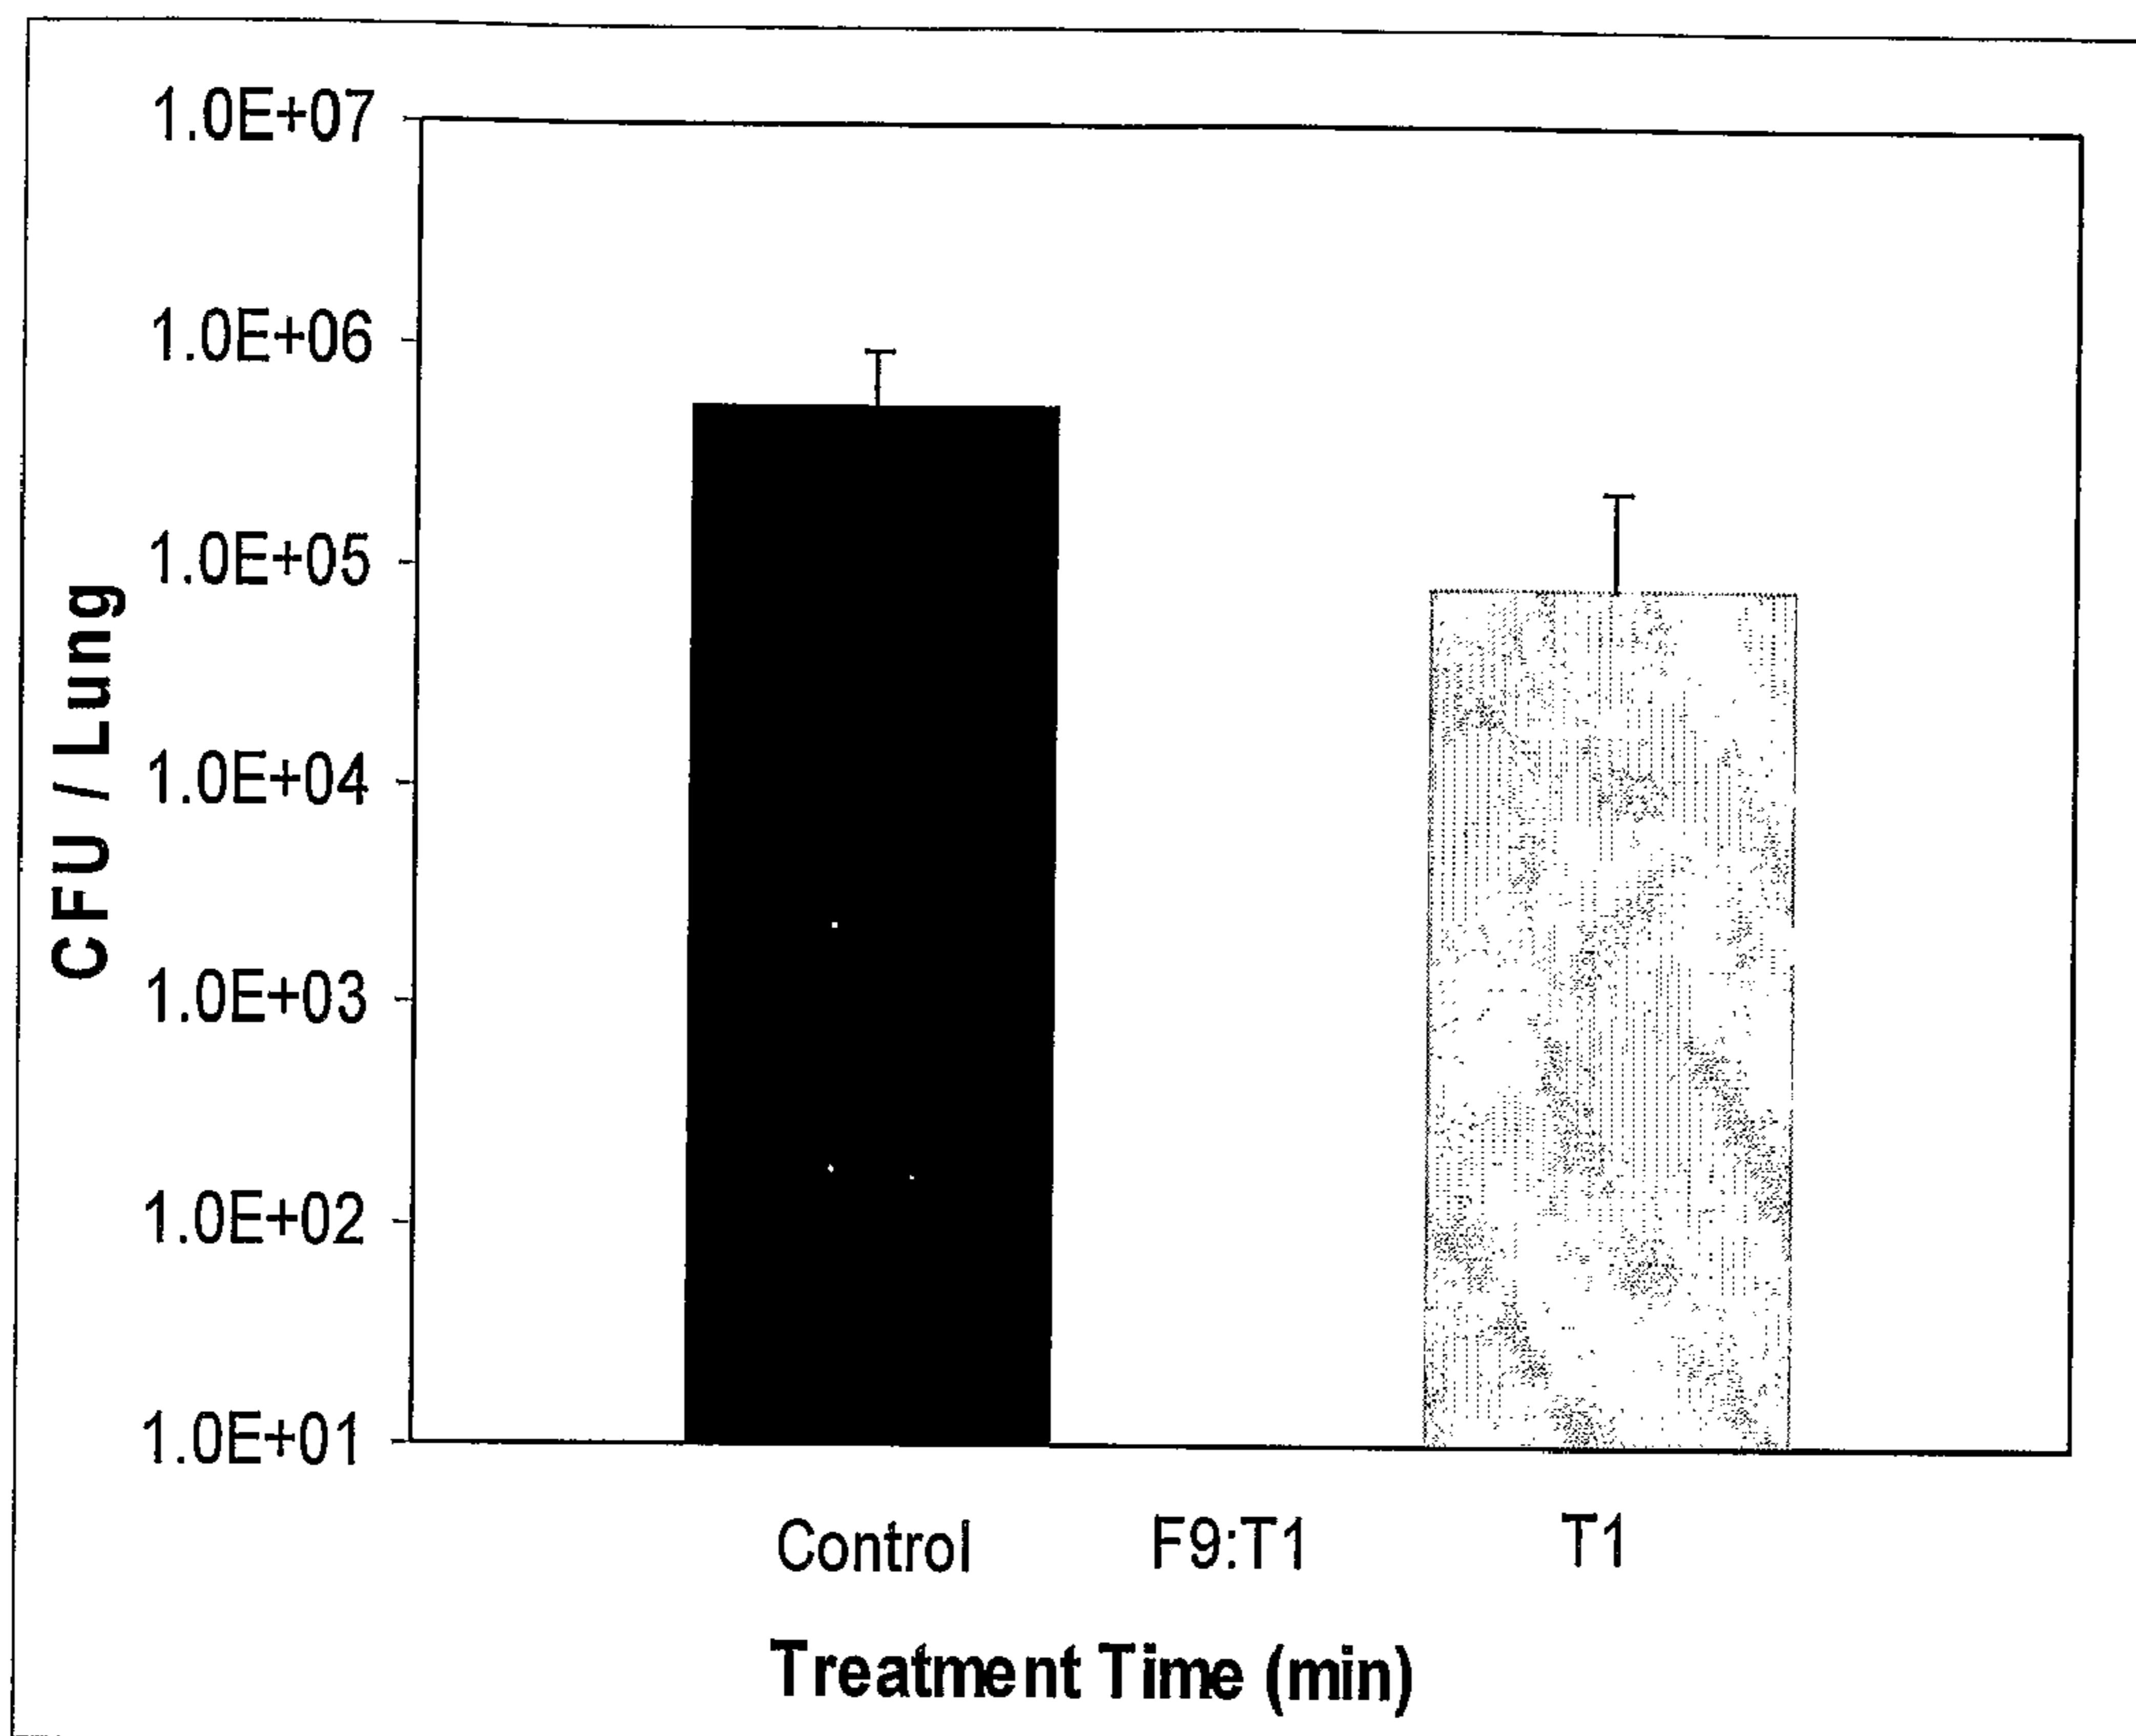 1.0E+07
1.0E+06
1.0E+05
1.0E+04
1.0E+03
1.0E+02
1.0E+01
CFU / Lung
Control F9:T1 T1
Treatment Time (min)